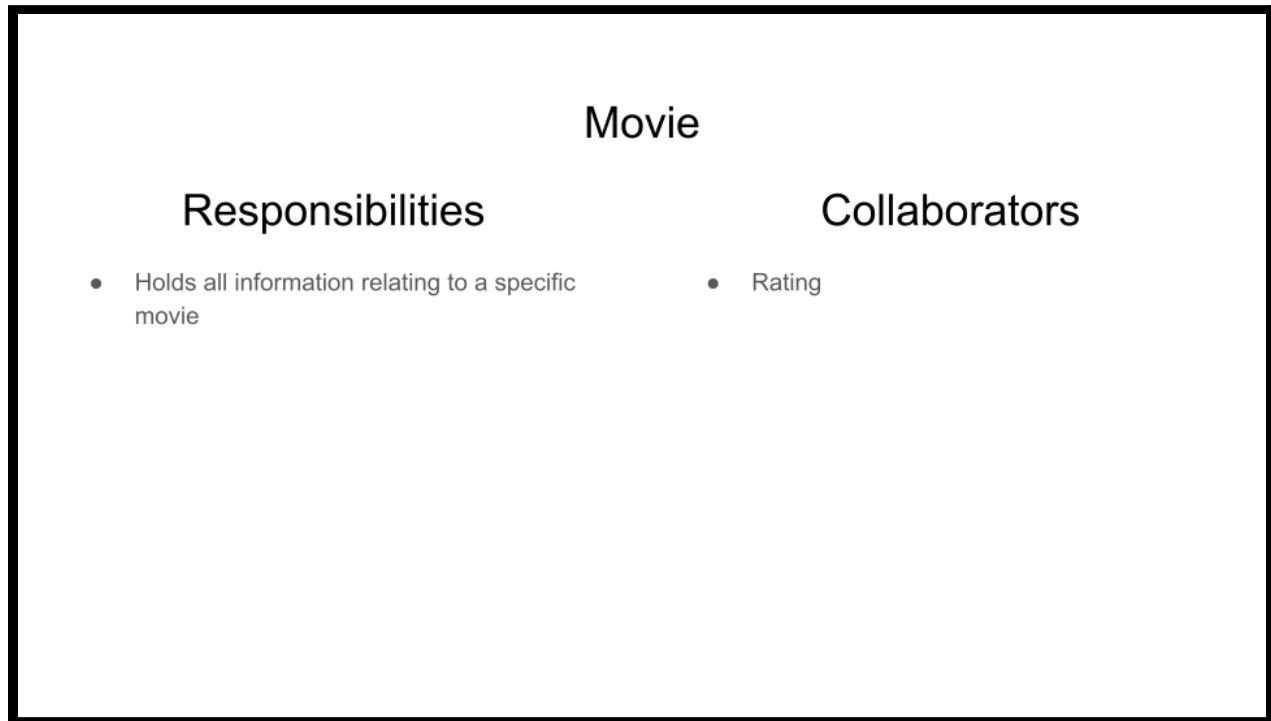 Movie
Responsibilities
Collaborators
● Holds all information relating to a specific
movie
● Rating